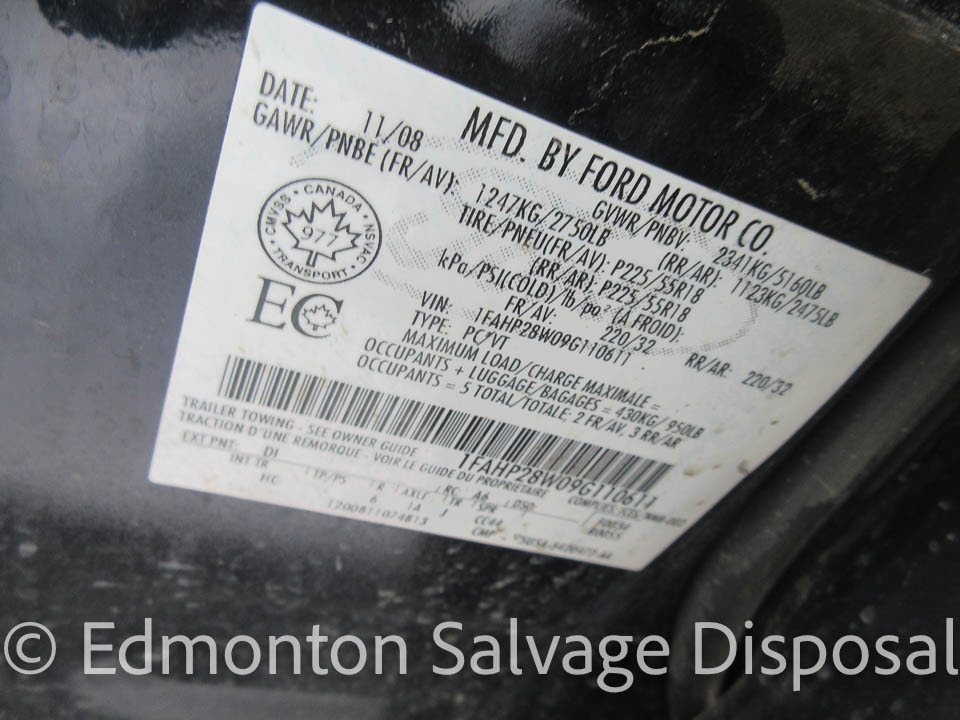 MFD. BY FORD MOTOR CO.
DATE: 11/08 GVWR/PNBV: 2341KG/5160LB
GAWR/PNBE (FR/AV): 1247KG/2750LB (RR/AR): 1123KG/2475LB
TIRE/PNEU(FR/AV): P225/55R18
(RR/AR): P225/55R18
kPa/PSI(COLD)/lb/po² (À FROID):
FR/AV- 220/32 RR/AR: 220/32
VIN: 1FAHP28W09G110611
TYPE: PC/VT
MAXIMUM LOAD/CHARGE MAXIMALE =
OCCUPANTS + LUGGAGE/BAGAGES = 430KG/950LB
OCCUPANTS = 5 TOTAL/TOTALE: 2 FR/AV, 3 RR/AR
CANADA
CMVSS
NSVAC
977
TRANSPORT
EC
1FAHP28W09G110611
TRAILER TOWING - SEE OWNER GUIDE
TRACTION D'UNE REMORQUE - VOIR LE GUIDE DU PROPRIETAIRE
EXT PNT: DI RC: A6 DSO:
INT TR TP/PS R AXLE TR SPR
HC 6 1A J CC44
1200811074813
© Edmonton Salvage Disposal